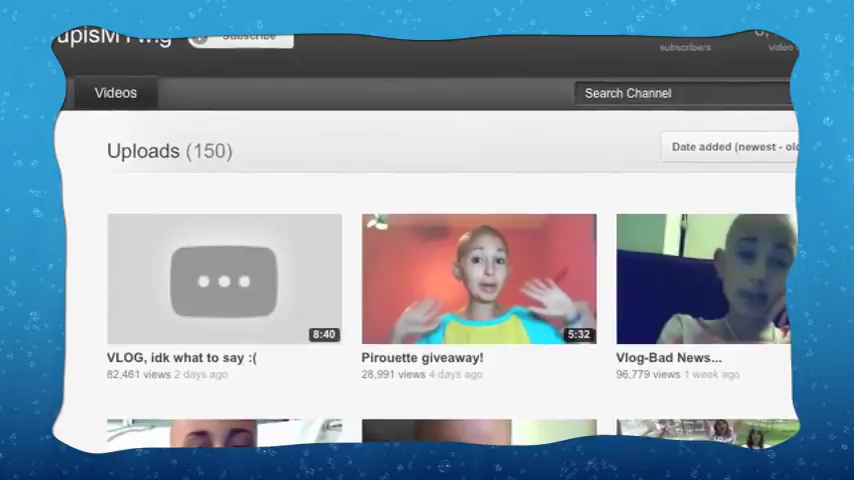 Subscribe
subscribers
video
Videos
Search Channel
Uploads (150)
Date added (newest - old
8:40
5:32
VLOG, idk what to say :(
Pirouette giveaway!
Vlog-Bad News...
82,461 views 2 days ago
28,991 views 4 days ago
96,779 views 1 week ago